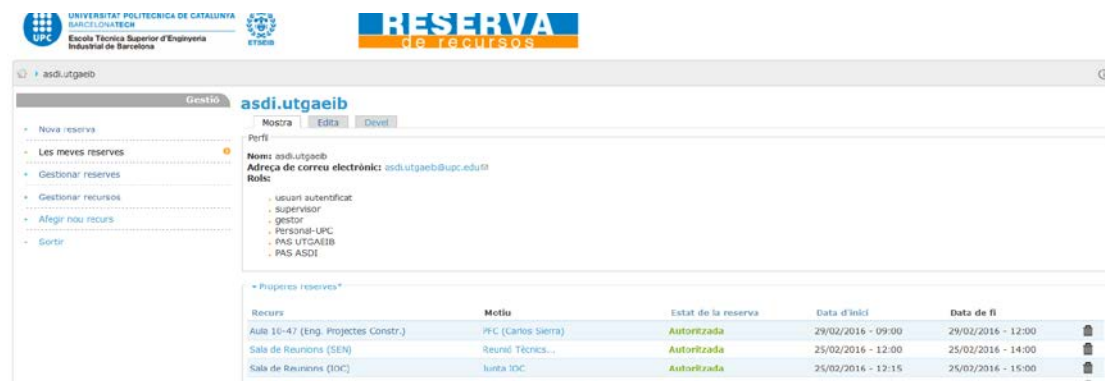 UNIVERSITAT POLITÈCNICA DE CATALUNYA
BARCELONATECH
Escola Tècnica Superior d'Enginyeria
Industrial de Barcelona
UPC
ETSEIB
RESERVA
de recursos
asdi.utgaeib
Gestió
Nova reserva
Les meves reserves
Gestionar reserves
Gestionar recursos
Afegir nou recurs
Sortir
asdi.utgaeib
Mostra Edita Devel
Perfil
Nom: asdi.utgaeib
Adreça de correu electrònic: asdi.utgaeib@upc.edu
Rols:
usuari autentificat
supervisor
gestor
Personal-UPC
PAS UTGAEIB
PAS ASDI
Properes reserves*
Recurs Motiu Estat de la reserva Data d'inici Data de fi
Aula 10-47 (Eng. Projectes Constr.) PFC (Carlos Sierra) Autoritzada 29/02/2016 - 09:00 29/02/2016 - 12:00
Sala de Reunions (SEN) Reunió Tècnics... Autoritzada 25/02/2016 - 12:00 25/02/2016 - 14:00
Sala de Reunions (IOC) Junta IOC Autoritzada 25/02/2016 - 12:15 25/02/2016 - 15:00